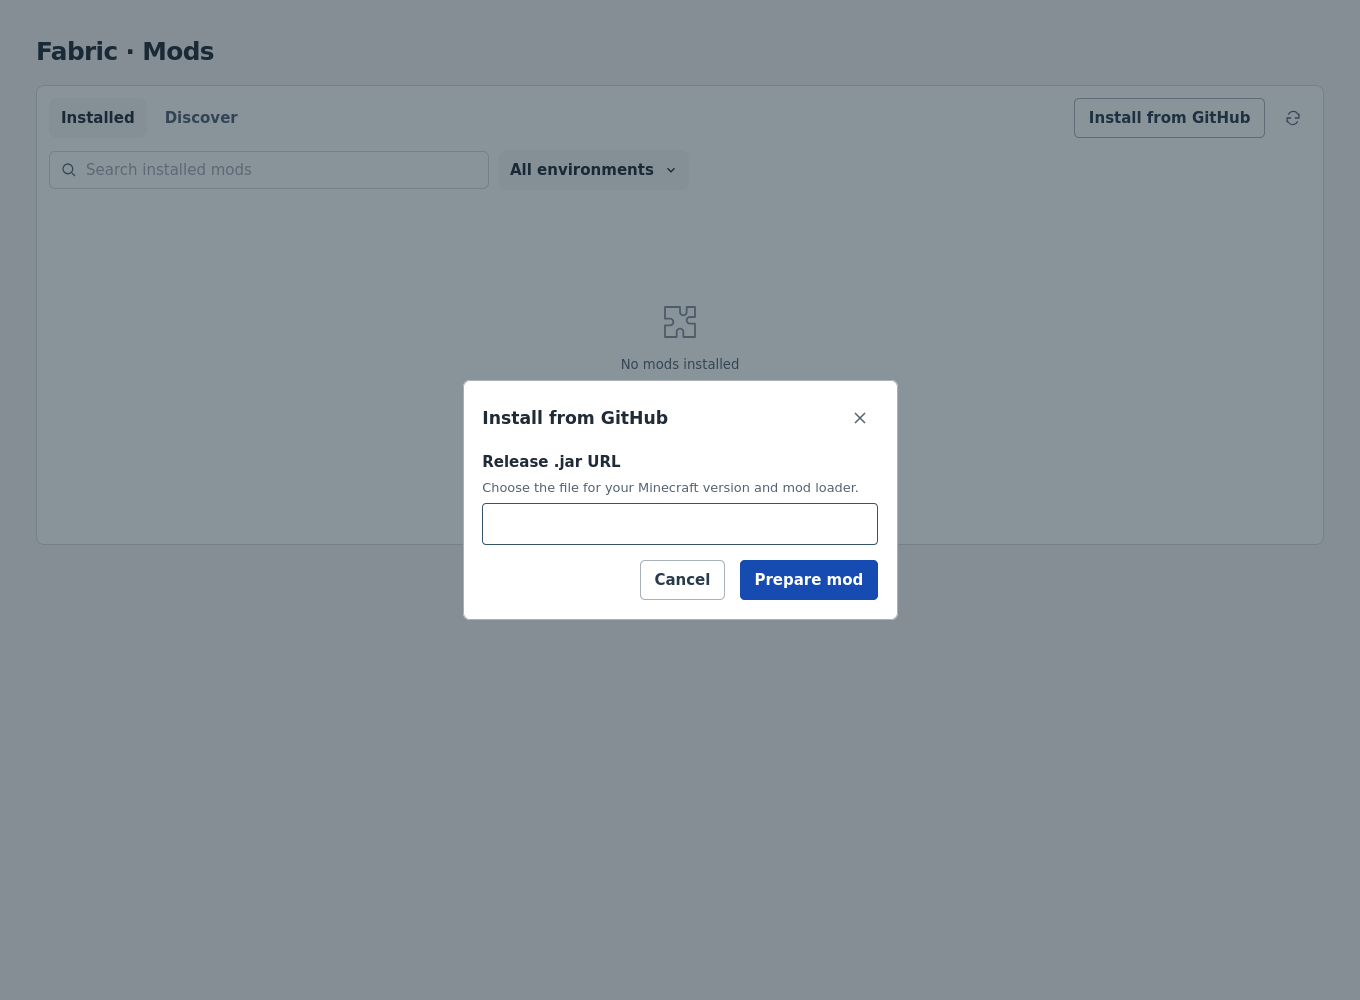 Fabric · Mods
Installed
Discover
Install from GitHub
Search installed mods
All environments
No mods installed
Install from GitHub
Release .jar URL
Choose the file for your Minecraft version and mod loader.
Cancel
Prepare mod